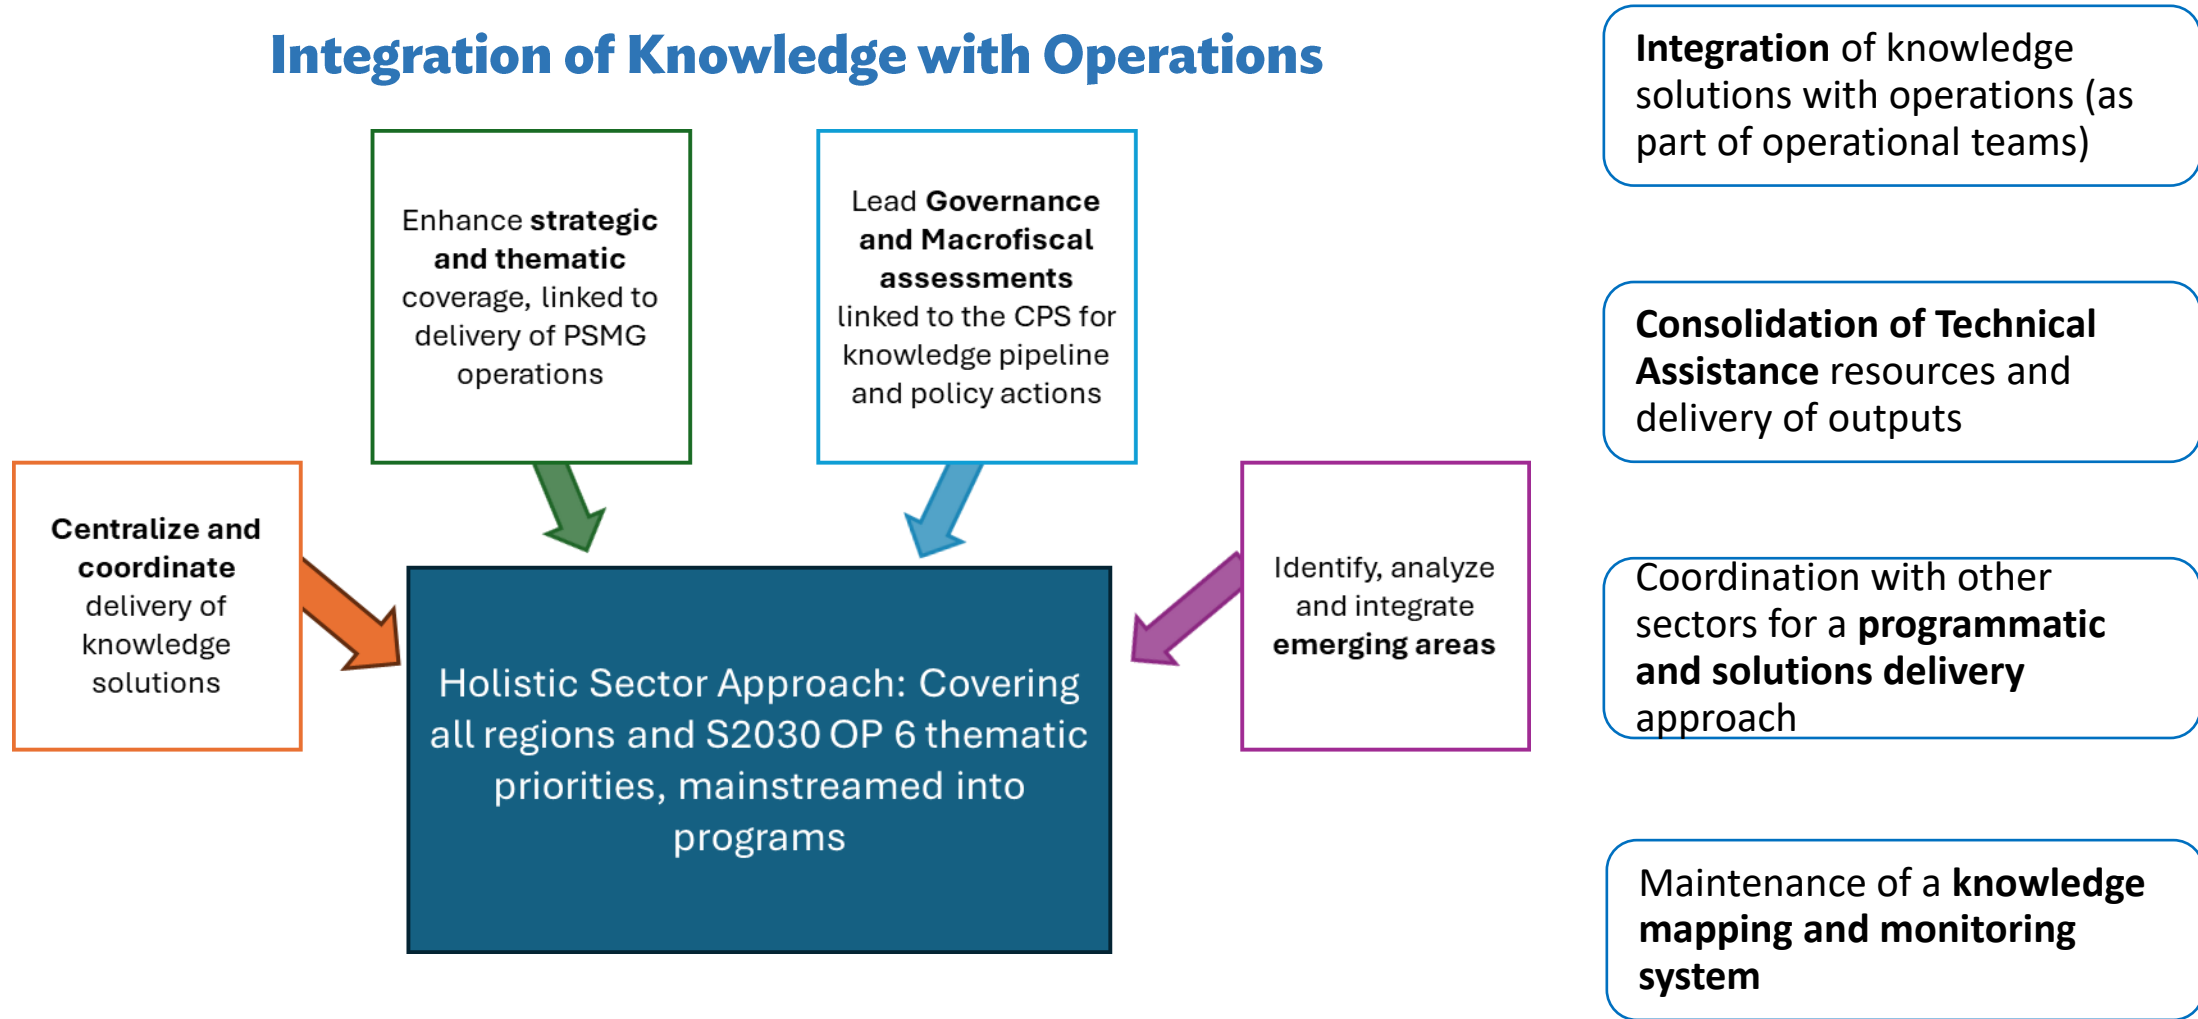 Integration of Knowledge with Operations
Enhance strategic
and thematic
coverage, linked to
delivery of PSMG
operations
Lead Governance
and Macrofiscal
assessments
linked to the CPS for
knowledge pipeline
and policy actions
Centralize and
coordinate
delivery of
knowledge
solutions
Identify, analyze
and integrate
emerging areas
Holistic Sector Approach: Covering
all regions and S2030 OP 6 thematic
priorities, mainstreamed into
programs
Integration of knowledge
solutions with operations (as
part of operational teams)
Consolidation of Technical
Assistance resources and
delivery of outputs
Coordination with other
sectors for a programmatic
and solutions delivery
approach
Maintenance of a knowledge
mapping and monitoring
system